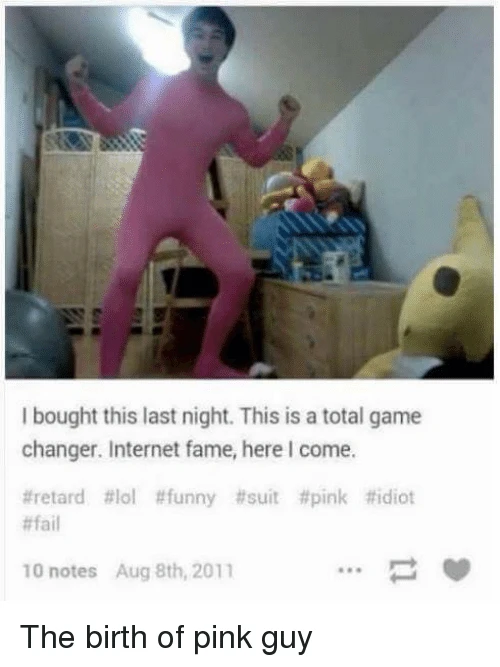 I bought this last night. This is a total game
changer. Internet fame, here I come.
#retard #lol #funny #suit #pink #idiot
#fail
10 notes Aug 8th, 2011
The birth of pink guy